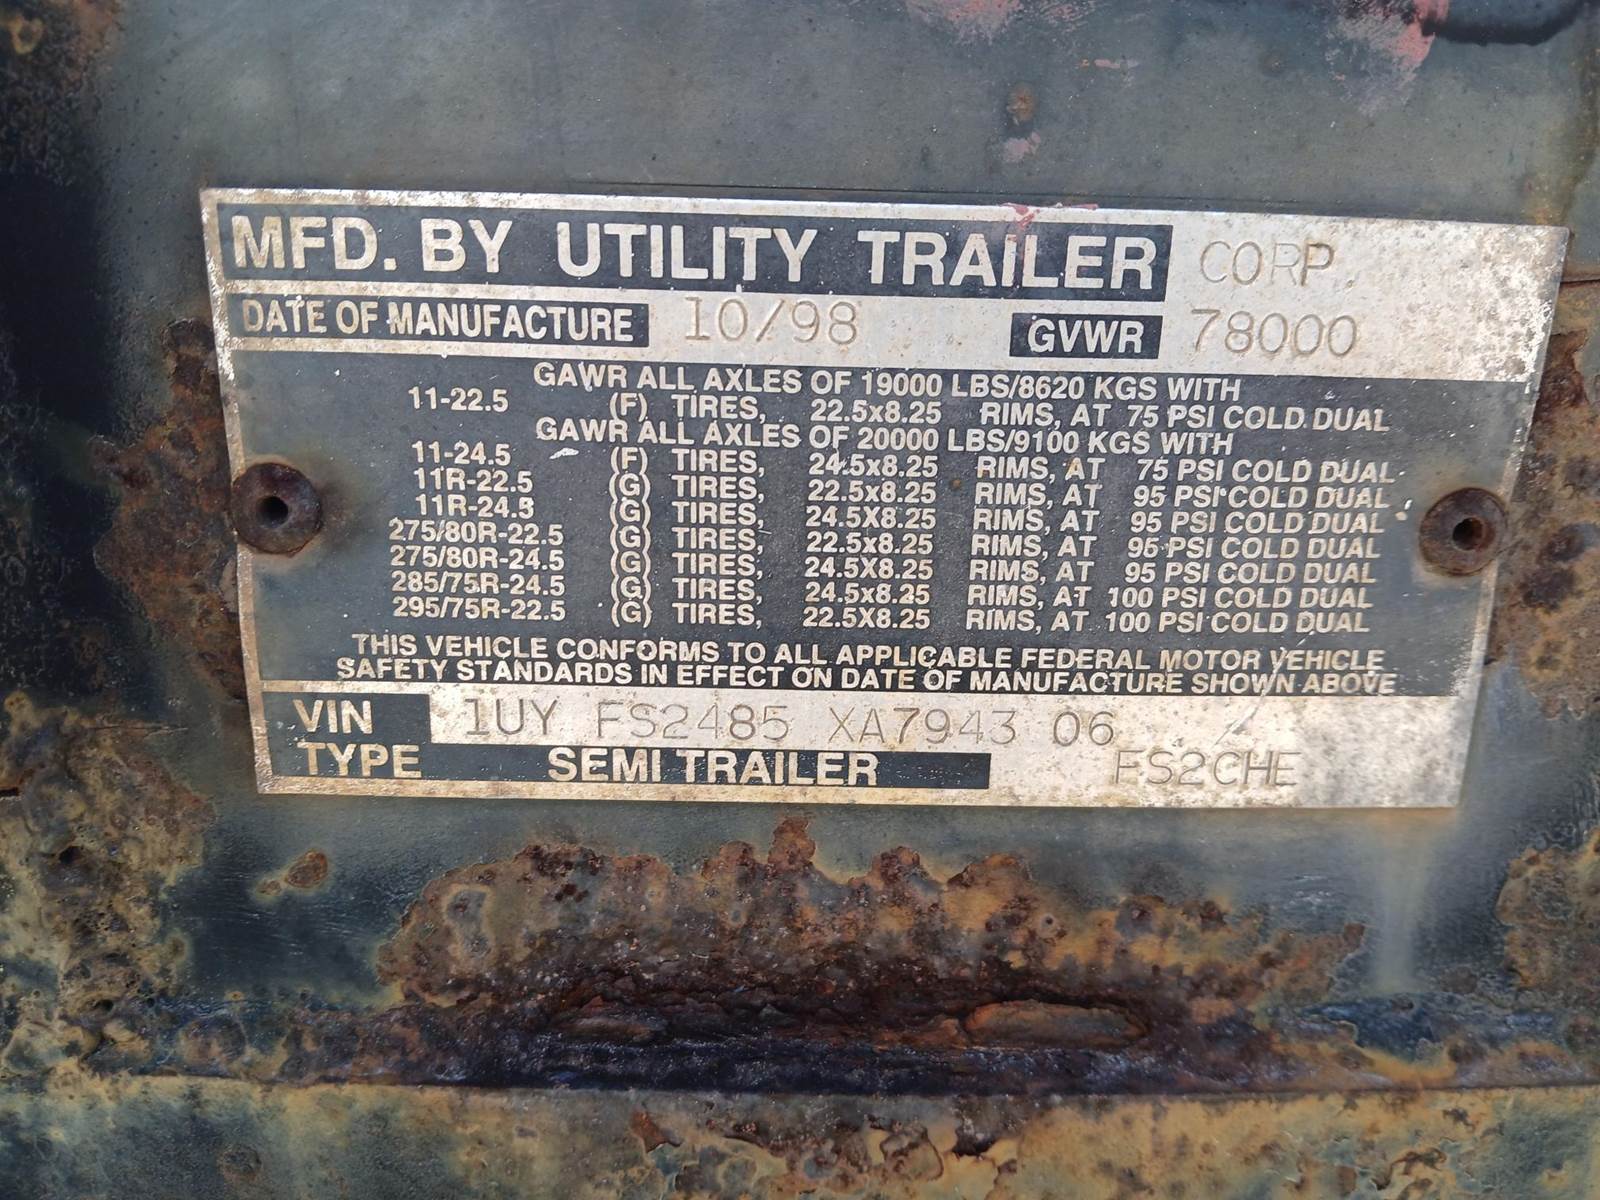 MFD. BY UTILITY TRAILER CORP.
DATE OF MANUFACTURE 10/98 GVWR 78000
GAWR ALL AXLES OF 19000 LBS/8620 KGS WITH
11-22.5 (F) TIRES, 22.5x8.25 RIMS, AT 75 PSI COLD DUAL
GAWR ALL AXLES OF 20000 LBS/9100 KGS WITH
11-24.5 (F) TIRES, 24.5x8.25 RIMS, AT 75 PSI COLD DUAL
11R-22.5 (G) TIRES, 22.5x8.25 RIMS, AT 95 PSI COLD DUAL
11R-24.5 (G) TIRES, 24.5X8.25 RIMS, AT 95 PSI COLD DUAL
275/80R-22.5 (G) TIRES, 22.5x8.25 RIMS, AT 95 PSI COLD DUAL
275/80R-24.5 (G) TIRES, 24.5X8.25 RIMS, AT 95 PSI COLD DUAL
285/75R-24.5 (G) TIRES, 24.5x8.25 RIMS, AT 100 PSI COLD DUAL
295/75R-22.5 (G) TIRES, 22.5X8.25 RIMS, AT 100 PSI COLD DUAL
THIS VEHICLE CONFORMS TO ALL APPLICABLE FEDERAL MOTOR VEHICLE
SAFETY STANDARDS IN EFFECT ON DATE OF MANUFACTURE SHOWN ABOVE
VIN 1UY FS2485 XA7943 06
TYPE SEMI TRAILER FS2CHE